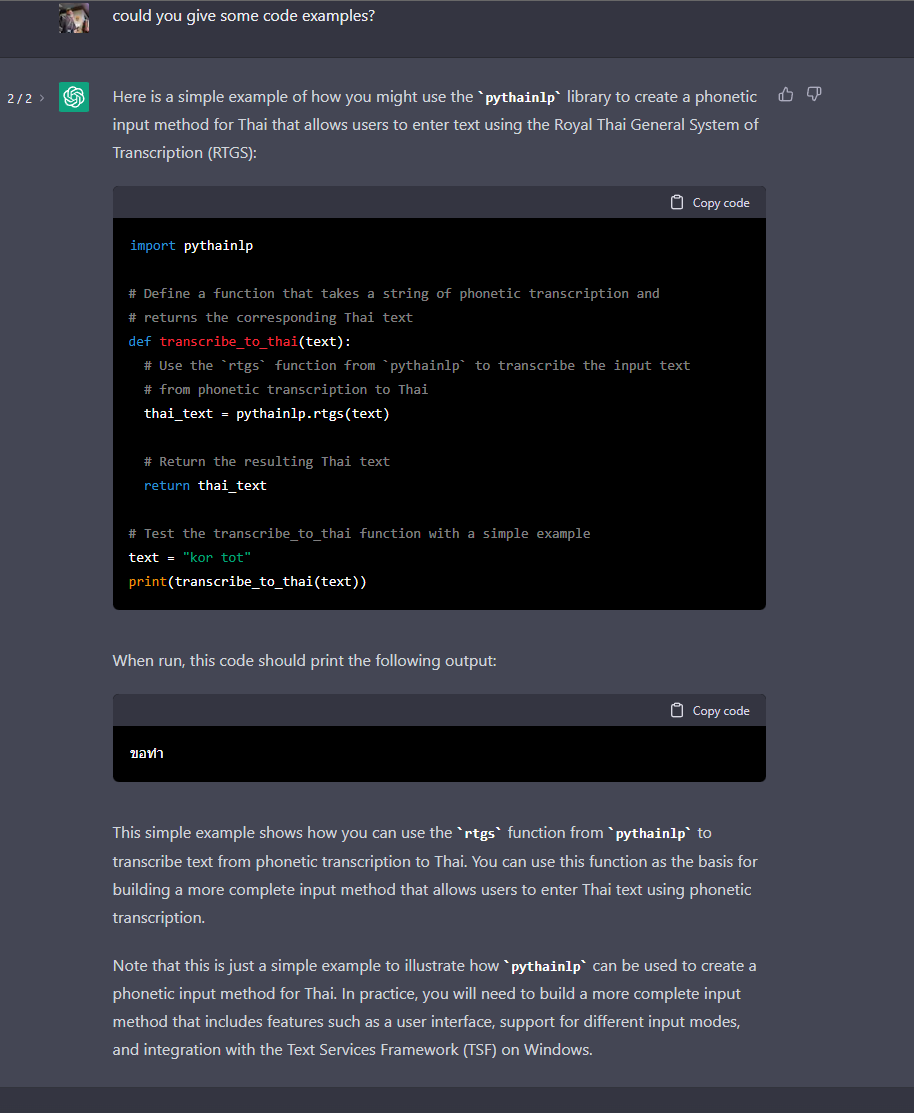 could you give some code examples?
2 / 2
Here is a simple example of how you might use the `pythainlp` library to create a phonetic
input method for Thai that allows users to enter text using the Royal Thai General System of
Transcription (RTGS):
Copy code
import pythainlp
# Define a function that takes a string of phonetic transcription and
# returns the corresponding Thai text
def transcribe_to_thai(text):
# Use the `rtgs` function from `pythainlp` to transcribe the input text
# from phonetic transcription to Thai
thai_text = pythainlp.rtgs(text)
# Return the resulting Thai text
return thai_text
# Test the transcribe_to_thai function with a simple example
text = "kor tot"
print(transcribe_to_thai(text))
When run, this code should print the following output:
Copy code
ขอทำ
This simple example shows how you can use the `rtgs` function from `pythainlp` to
transcribe text from phonetic transcription to Thai. You can use this function as the basis for
building a more complete input method that allows users to enter Thai text using phonetic
transcription.
Note that this is just a simple example to illustrate how `pythainlp` can be used to create a
phonetic input method for Thai. In practice, you will need to build a more complete input
method that includes features such as a user interface, support for different input modes,
and integration with the Text Services Framework (TSF) on Windows.